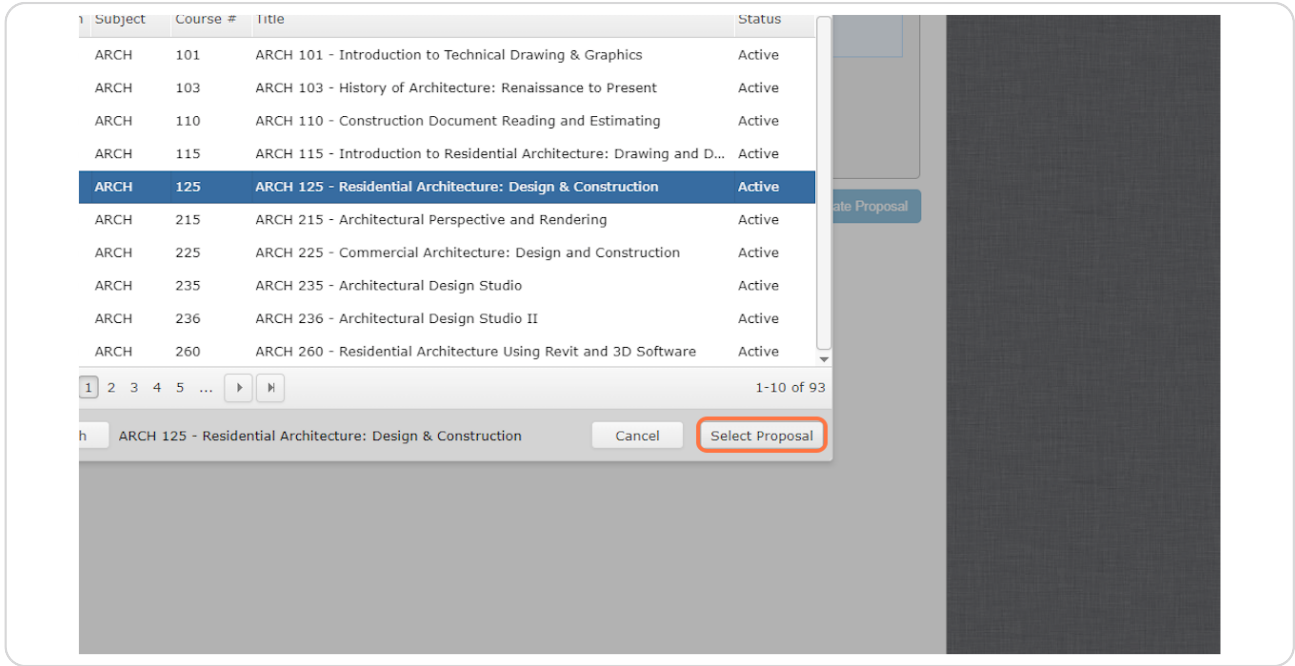 Subject Course # Title Status
ARCH 101 ARCH 101 - Introduction to Technical Drawing & Graphics Active
ARCH 103 ARCH 103 - History of Architecture: Renaissance to Present Active
ARCH 110 ARCH 110 - Construction Document Reading and Estimating Active
ARCH 115 ARCH 115 - Introduction to Residential Architecture: Drawing and D... Active
ARCH 125 ARCH 125 - Residential Architecture: Design & Construction Active
ate Proposal
ARCH 215 ARCH 215 - Architectural Perspective and Rendering Active
ARCH 225 ARCH 225 - Commercial Architecture: Design and Construction Active
ARCH 235 ARCH 235 - Architectural Design Studio Active
ARCH 236 ARCH 236 - Architectural Design Studio II Active
ARCH 260 ARCH 260 - Residential Architecture Using Revit and 3D Software Active
1 2 3 4 5 ... 1-10 of 93
h ARCH 125 - Residential Architecture: Design & Construction Cancel Select Proposal